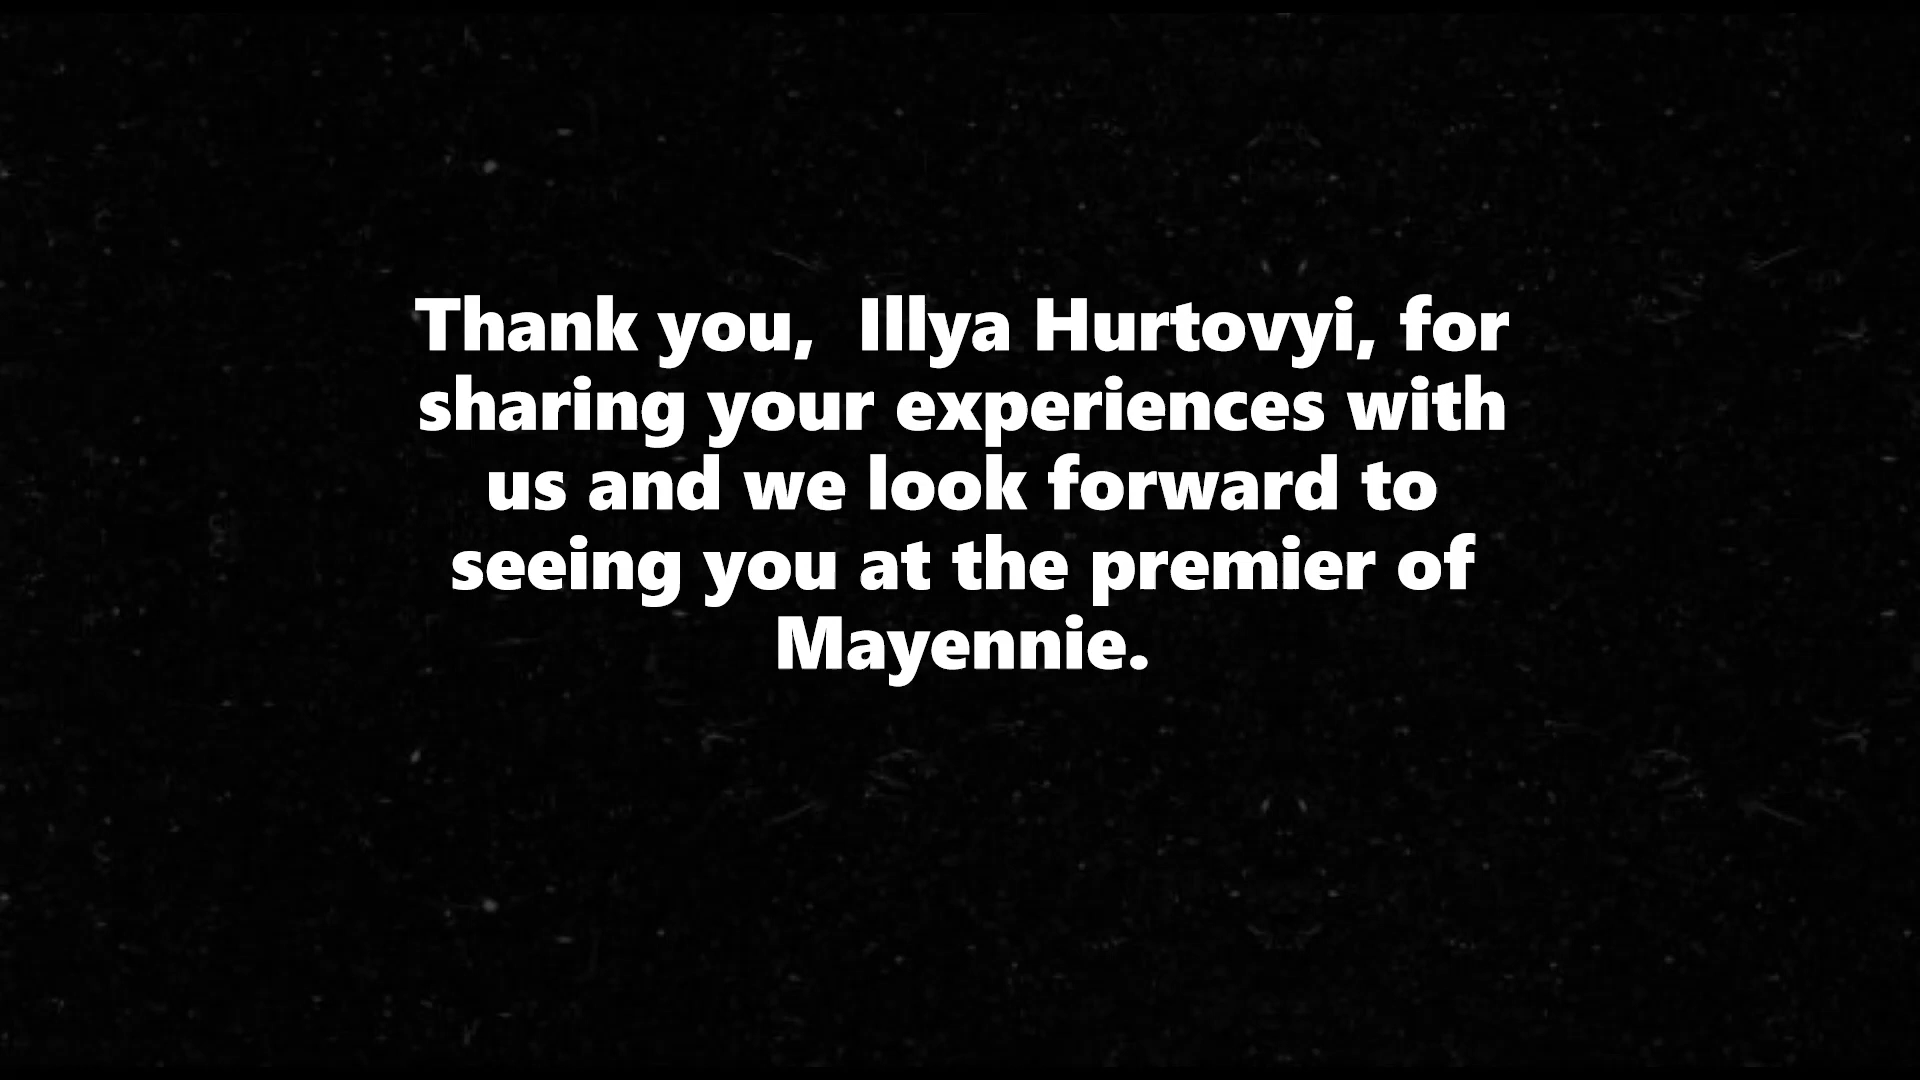 Thank you,  Illya Hurtovyi, for
sharing your experiences with
us and we look forward to
seeing you at the premier of
Mayennie.